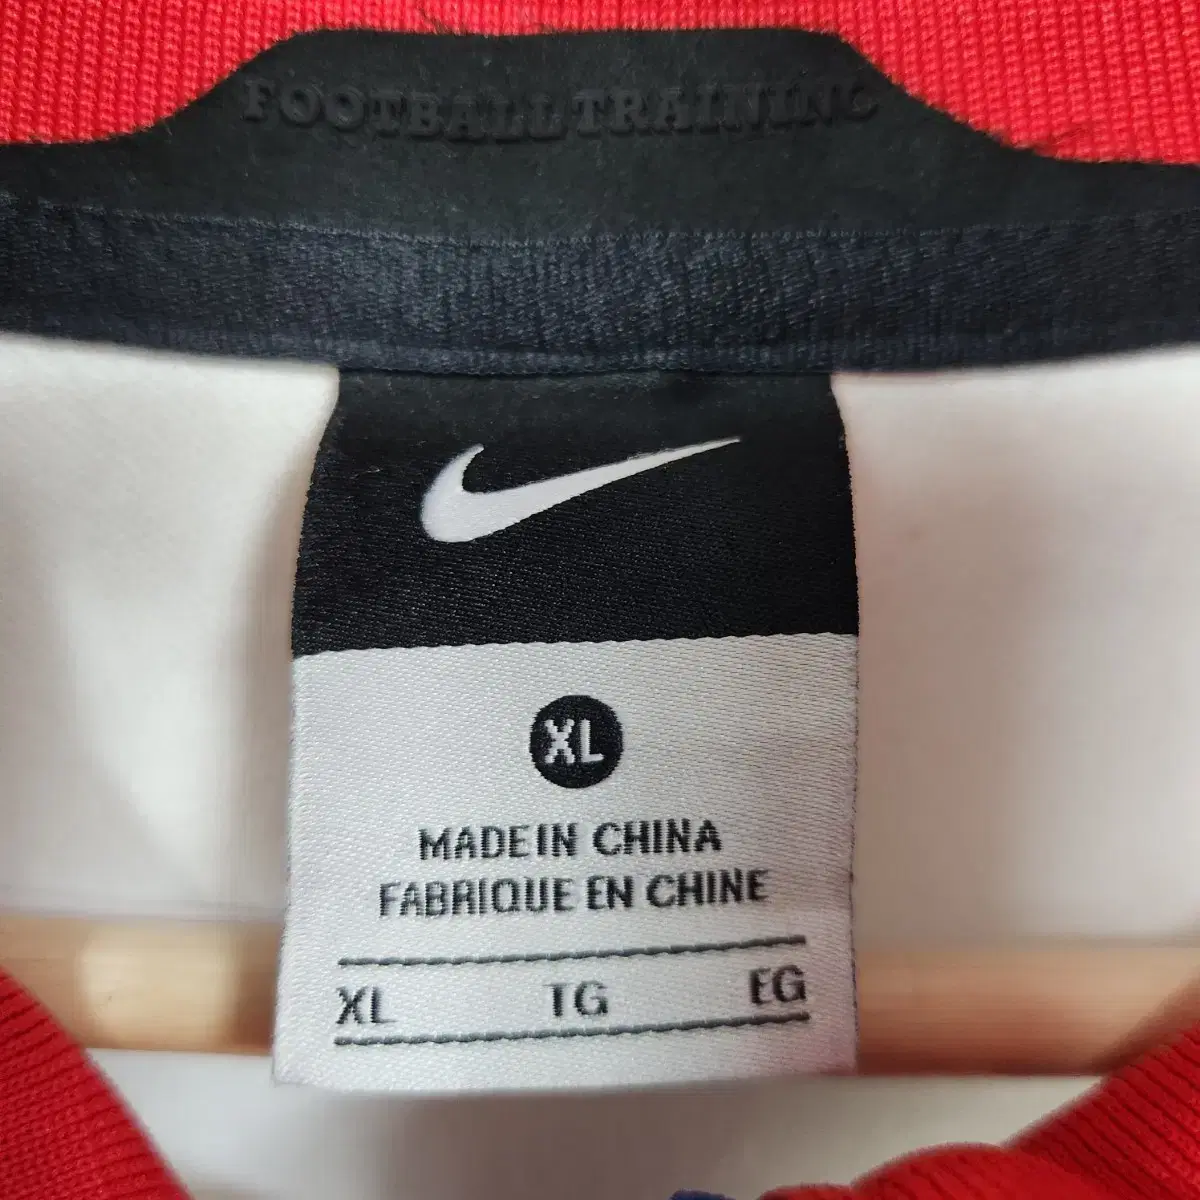 FOOTBALL TRAINING
XL
MADE IN CHINA
FABRIQUE EN CHINE
XL TG EG